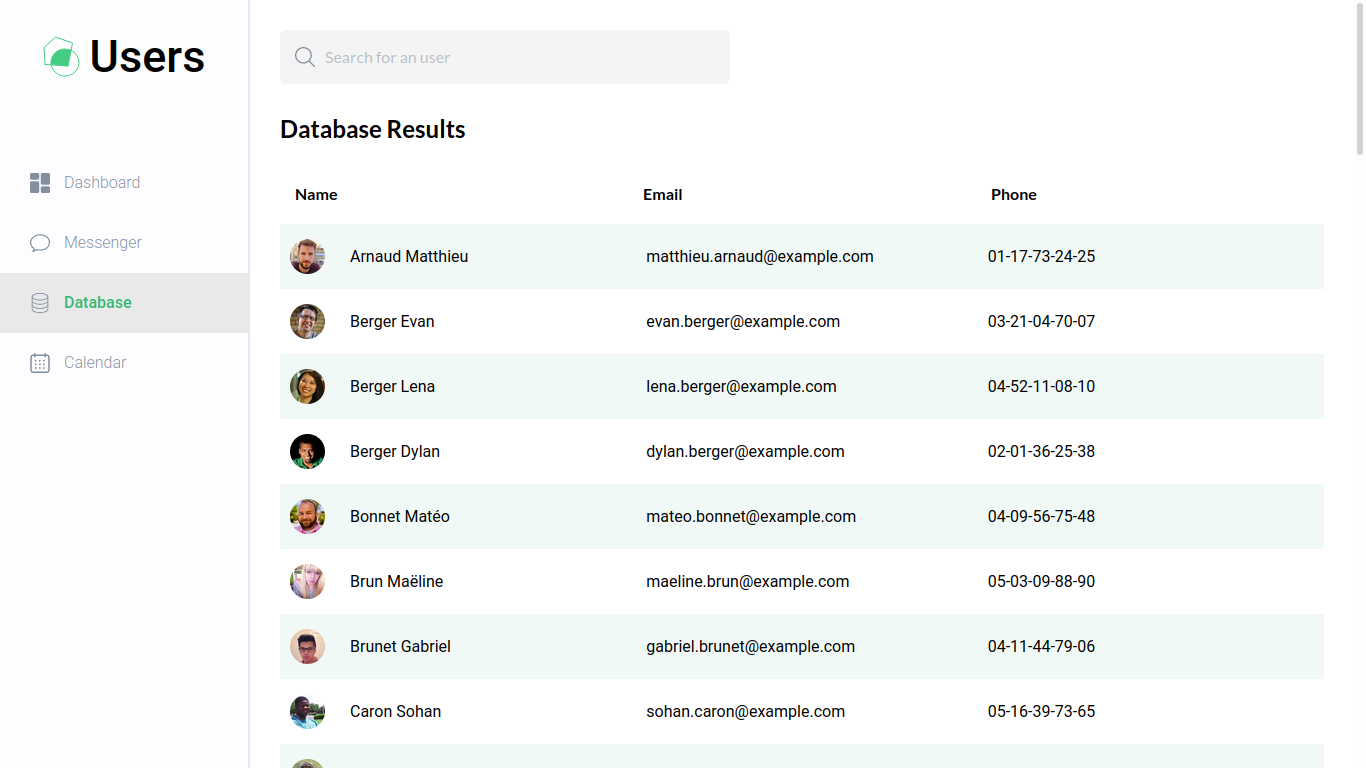 Users
Dashboard
Messenger
Database
Calendar
Search for an user
Database Results
Name Email Phone
Arnaud Matthieu matthieu.arnaud@example.com 01-17-73-24-25
Berger Evan evan.berger@example.com 03-21-04-70-07
Berger Lena lena.berger@example.com 04-52-11-08-10
Berger Dylan dylan.berger@example.com 02-01-36-25-38
Bonnet Matéo mateo.bonnet@example.com 04-09-56-75-48
Brun Maëline maeline.brun@example.com 05-03-09-88-90
Brunet Gabriel gabriel.brunet@example.com 04-11-44-79-06
Caron Sohan sohan.caron@example.com 05-16-39-73-65